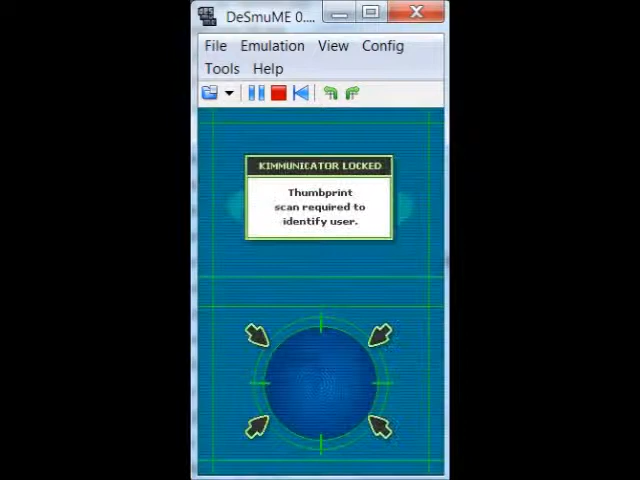 DeSmuME 0....
File Emulation View Config
Tools Help
KIMMUNICATOR LOCKED
Thumbprint
scan required to
identify user.